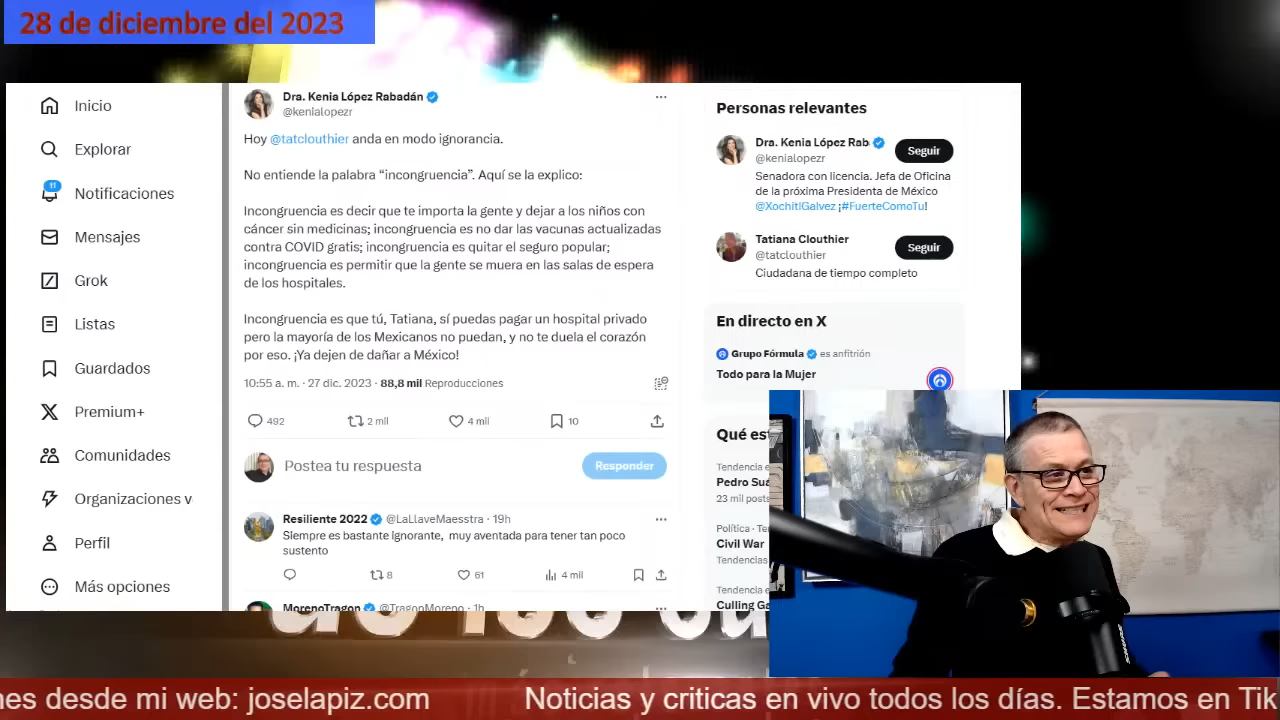 28 de diciembre del 2023
Inicio
Explorar
11
Notificaciones
Mensajes
Grok
Listas
Guardados
Premium+
Comunidades
Organizaciones v
Perfil
Más opciones
Dra. Kenia López Rabadán
@kenialopezr
Hoy @tatclouthier anda en modo ignorancia.
No entiende la palabra “incongruencia”. Aquí se la explico:
Incongruencia es decir que te importa la gente y dejar a los niños con
cáncer sin medicinas; incongruencia es no dar las vacunas actualizadas
contra COVID gratis; incongruencia es quitar el seguro popular;
incongruencia es permitir que la gente se muera en las salas de espera
de los hospitales.
Incongruencia es que tú, Tatiana, sí puedas pagar un hospital privado
pero la mayoría de los Mexicanos no puedan, y no te duela el corazón
por eso. ¡Ya dejen de dañar a México!
10:55 a. m. · 27 dic. 2023 · 88,8 mil Reproducciones
492 2 mil 4 mil 10
Postea tu respuesta
Responder
Resiliente 2022 @LaLlaveMaesstra · 19h
SIempre es bastante ignorante, muy aventada para tener tan poco
sustento
8 61 4 mil
MorenoTragon @TragonMoreno · 1h
Personas relevantes
Dra. Kenia López Rab
@kenialopezr
Seguir
Senadora con licencia. Jefa de Oficina
de la próxima Presidenta de México
@XochitlGalvez ¡#FuerteComoTu!
Tatiana Clouthier
@tatclouthier
Seguir
Ciudadana de tiempo completo
En directo en X
Grupo Fórmula es anfitrión
Todo para la Mujer
Qué est
Tendencia e
Pedro Sua
23 mil posts
Política · Te
Civil War
Tendencias
Tendencia e
Culling Ga
nes desde mi web: joselapiz.com Noticias y criticas en vivo todos los días. Estamos en Tik